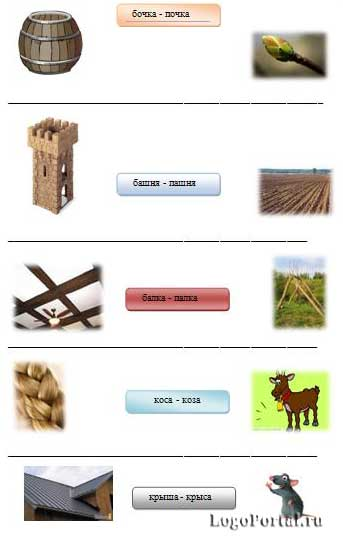 бочка - почка
башня - пашня
балка - палка
коса - коза
крыша - крыса
LogoPortal.ru